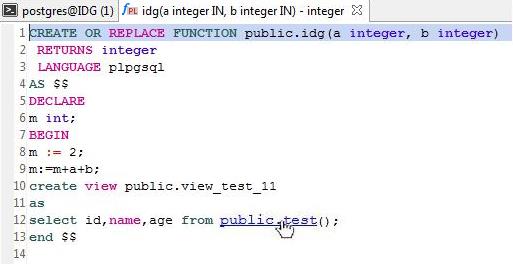 postgres@IDG (1) idg(a integer IN, b integer IN) - integer
1 CREATE OR REPLACE FUNCTION public.idg(a integer, b integer)
2 RETURNS integer
3 LANGUAGE plpgsql
4 AS $$
5 DECLARE
6 m int;
7 BEGIN
8 m := 2;
9 m:=m+a+b;
10 create view public.view_test_11
11 as
12 select id,name,age from public.test();
13 end $$
14